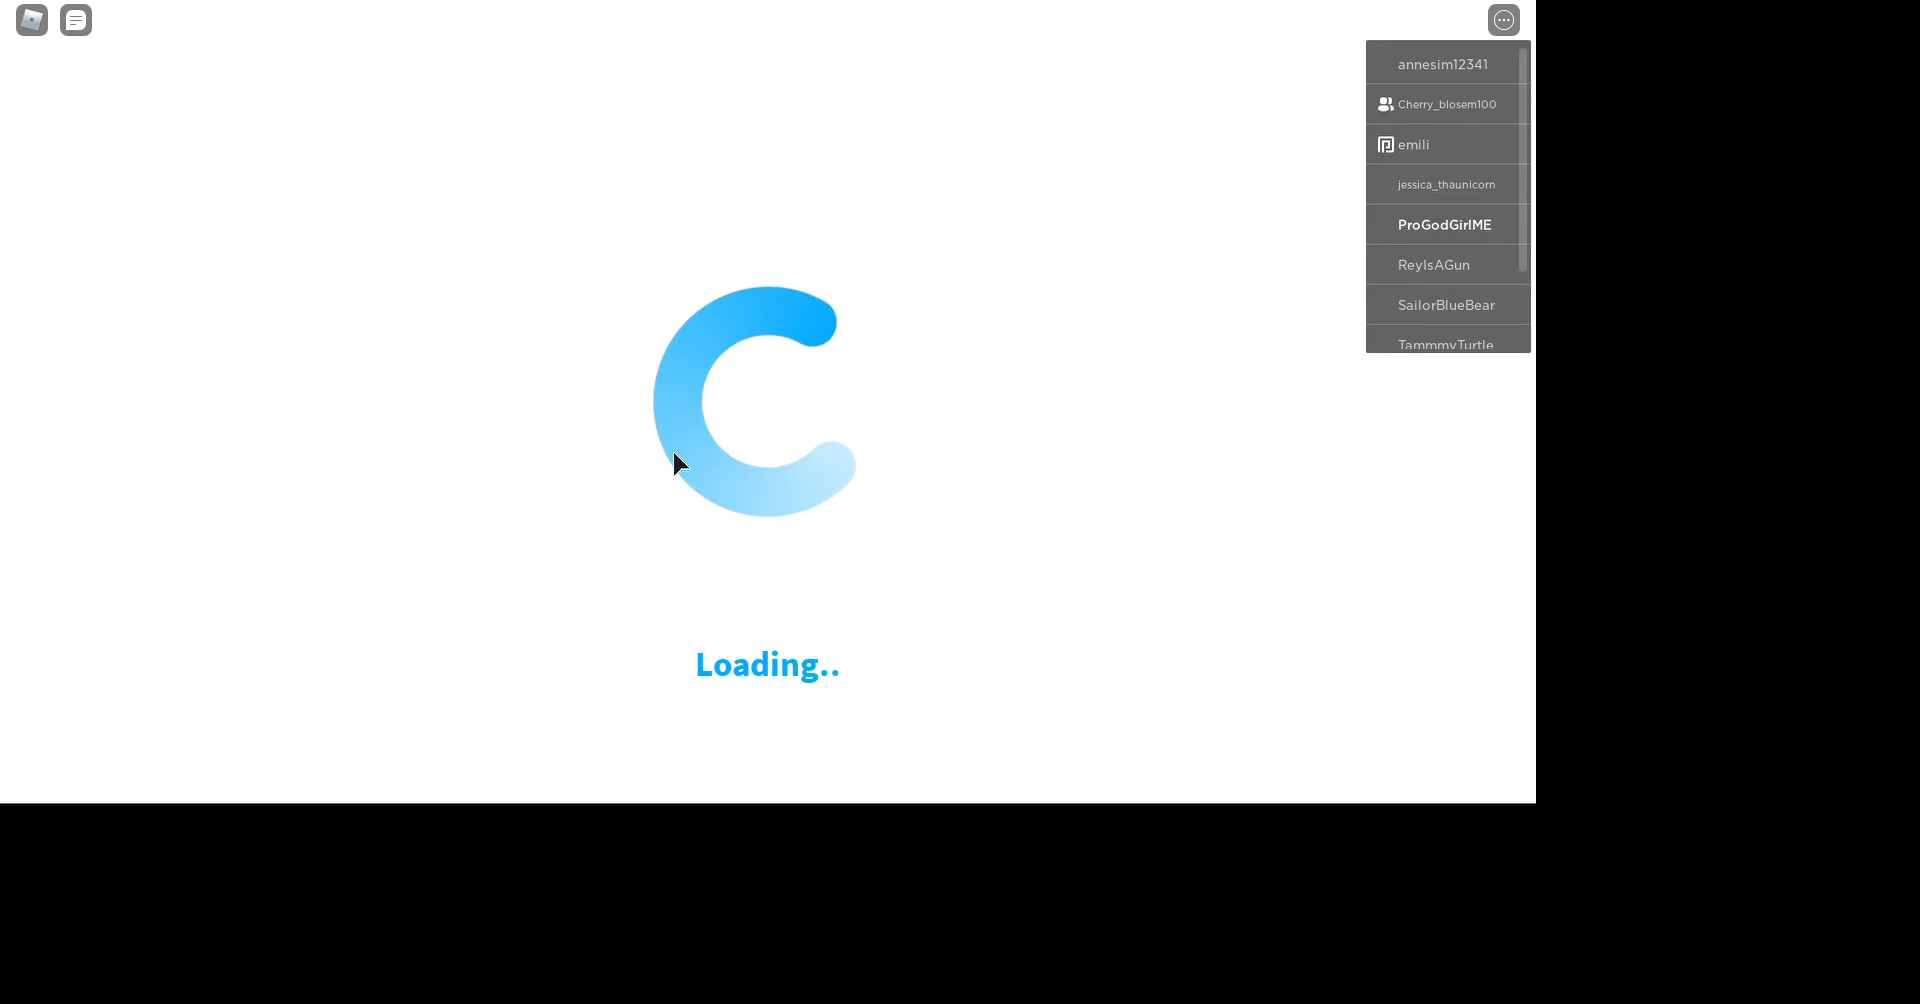 annesim12341
Cherry_blosem100
emili
jessica_thaunicorn
ProGodGirlME
ReyIsAGun
SailorBlueBear
TammmyTurtle
Loading..